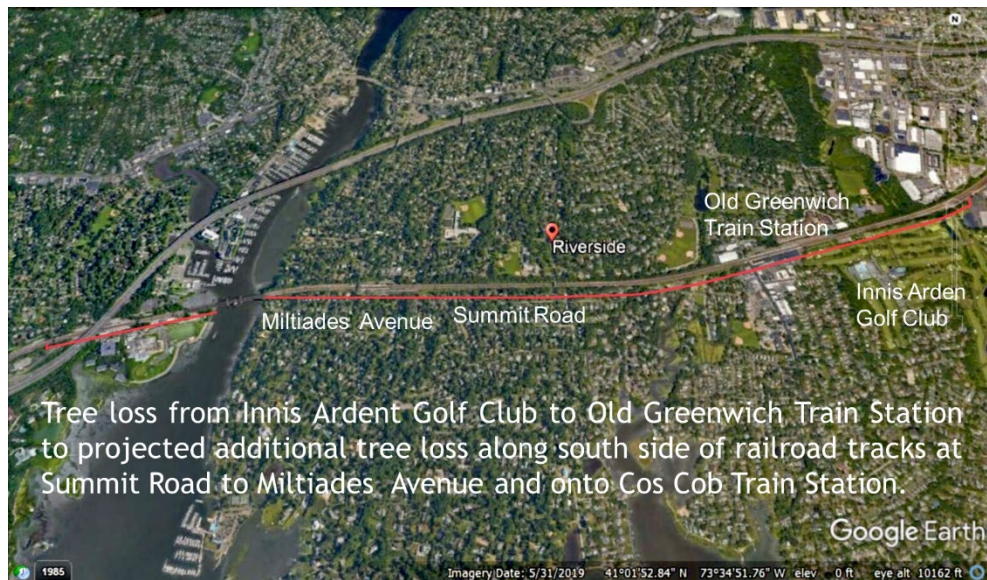 N
Old Greenwich
Train Station
Riverside
Innis Arden
Golf Club
Miltiades Avenue
Summit Road
Tree loss from Innis Ardent Golf Club to Old Greenwich Train Station
to projected additional tree loss along south side of railroad tracks at
Summit Road to Miltiades Avenue and onto Cos Cob Train Station.
Google Earth
1985
Imagery Date: 5/31/2019 41°01'52.84" N 73°34'51.76" W elev 0 ft eye alt 10162 ft